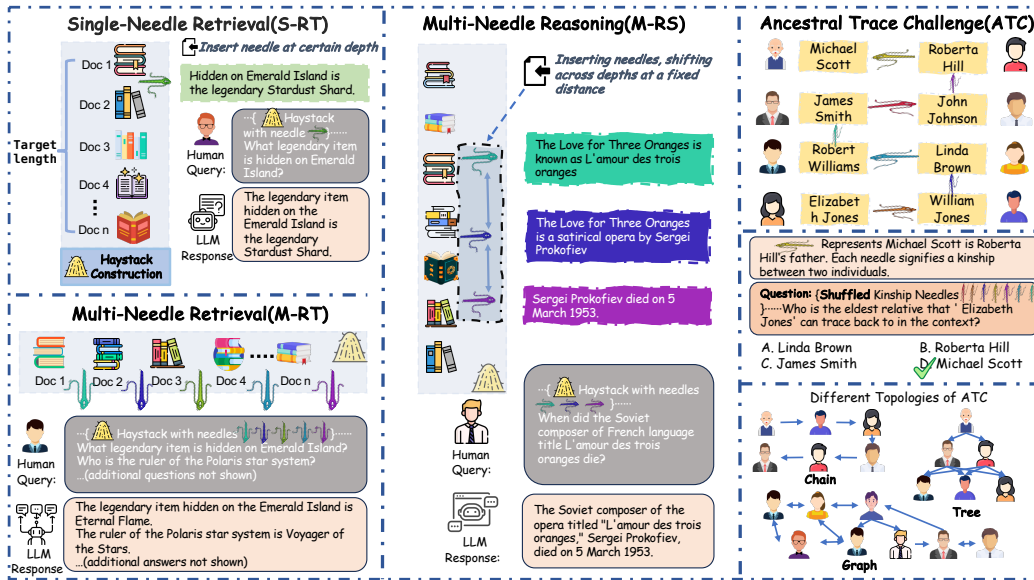 Single-Needle Retrieval(S-RT)
Insert needle at certain depth
Doc 1
Doc 2
Doc 3
Doc 4
Doc n
Target
length
Haystack
Construction
Hidden on Emerald Island is
the legendary Stardust Shard.
Human
Query:
...{ Haystack
with needle }......
What legendary item
is hidden on Emerald
Island?
LLM
Response:
The legendary item
hidden on the
Emerald Island is
the legendary
Stardust Shard.
Multi-Needle Retrieval(M-RT)
Doc 1
Doc 2
Doc 3
Doc 4
Doc n
Human
Query:
...{ Haystack with needles }......
What legendary item is hidden on Emerald Island?
Who is the ruler of the Polaris star system?
...(additional questions not shown)
LLM
Response:
The legendary item hidden on the Emerald Island is
Eternal Flame.
The ruler of the Polaris star system is Voyager of
the Stars.
...(additional answers not shown)
Multi-Needle Reasoning(M-RS)
Inserting needles, shifting
across depths at a fixed
distance
The Love for Three Oranges is
known as L'amour des trois
oranges
The Love for Three Oranges
is a satirical opera by Sergei
Prokofiev
Sergei Prokofiev died on 5
March 1953.
Human
Query:
...{ Haystack with needles
}......
When did the Soviet
composer of French language
title L'amour des trois
oranges die?
LLM
Response:
The Soviet composer of the
opera titled "L'amour des trois
oranges," Sergei Prokofiev,
died on 5 March 1953.
Ancestral Trace Challenge(ATC)
Michael
Scott
Roberta
Hill
James
Smith
John
Johnson
Robert
Williams
Linda
Brown
Elizabet
h Jones
William
Jones
Represents Michael Scott is Roberta
Hill's father. Each needle signifies a kinship
between two individuals.
Question: {Shuffled Kinship Needles
}......Who is the eldest relative that ' Elizabeth
Jones' can trace back to in the context?
A. Linda Brown
B. Roberta Hill
C. James Smith
D. Michael Scott
Different Topologies of ATC
Chain
Tree
Graph